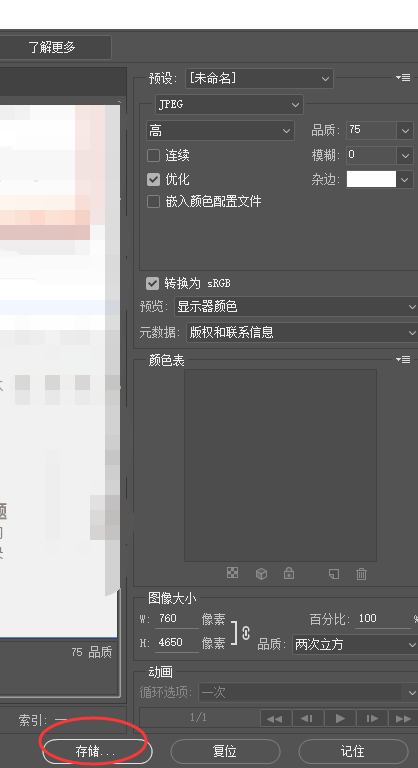 了解更多
预设: [未命名]
JPEG
高
品质: 75
连续
模糊: 0
优化
杂边:
嵌入颜色配置文件
转换为 sRGB
预览: 显示器颜色
元数据: 版权和联系信息
颜色表
题
图像大小
W: 760 像素
百分比: 100 %
H: 4650 像素
品质: 两次立方
75 品质
动画
循环选项: 一次
索引: 一
1/1
存储...
复位
记住